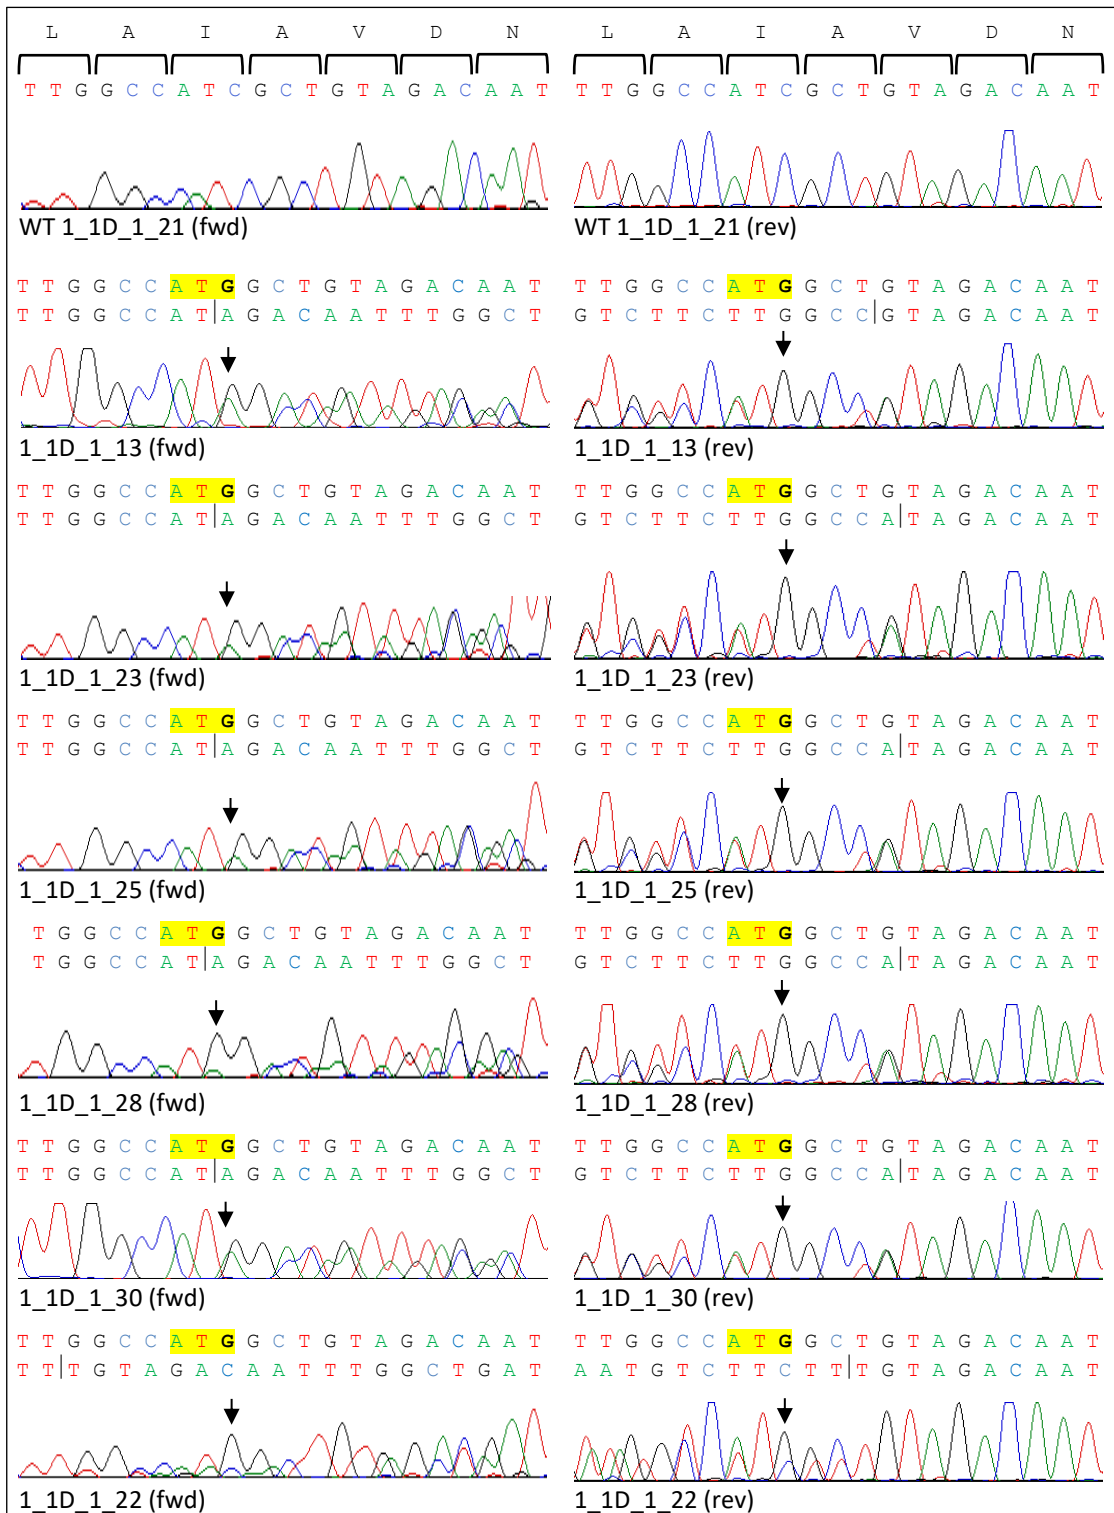 L A I A V D N L A I A V D N
T T G G C C A T C G C T G T A G A C A A T T T G G C C A T C G C T G T A G A C A A T
WT 1_1D_1_21 (fwd) WT 1_1D_1_21 (rev)
T T G G C C A T G G C T G T A G A C A A T T T G G C C A T G G C T G T A G A C A A T
T T G G C C A T|A G A C A A T T T G G C T G T C T T C T T G G C C|G T A G A C A A T
1_1D_1_13 (fwd) 1_1D_1_13 (rev)
T T G G C C A T G G C T G T A G A C A A T T T G G C C A T G G C T G T A G A C A A T
T T G G C C A T|A G A C A A T T T G G C T G T C T T C T T G G C C A|T A G A C A A T
1_1D_1_23 (fwd) 1_1D_1_23 (rev)
T T G G C C A T G G C T G T A G A C A A T T T G G C C A T G G C T G T A G A C A A T
T T G G C C A T|A G A C A A T T T G G C T G T C T T C T T G G C C A|T A G A C A A T
1_1D_1_25 (fwd) 1_1D_1_25 (rev)
T G G C C A T G G C T G T A G A C A A T T T G G C C A T G G C T G T A G A C A A T
T G G C C A T|A G A C A A T T T G G C T G T C T T C T T G G C C A|T A G A C A A T
1_1D_1_28 (fwd) 1_1D_1_28 (rev)
T T G G C C A T G G C T G T A G A C A A T T T G G C C A T G G C T G T A G A C A A T
T T G G C C A T|A G A C A A T T T G G C T G T C T T C T T G G C C A|T A G A C A A T
1_1D_1_30 (fwd) 1_1D_1_30 (rev)
T T G G C C A T G G C T G T A G A C A A T T T G G C C A T G G C T G T A G A C A A T
T T|T G T A G A C A A T T T G G C T G A T A A T G T C T T C T T|T G T A G A C A A T
1_1D_1_22 (fwd) 1_1D_1_22 (rev)